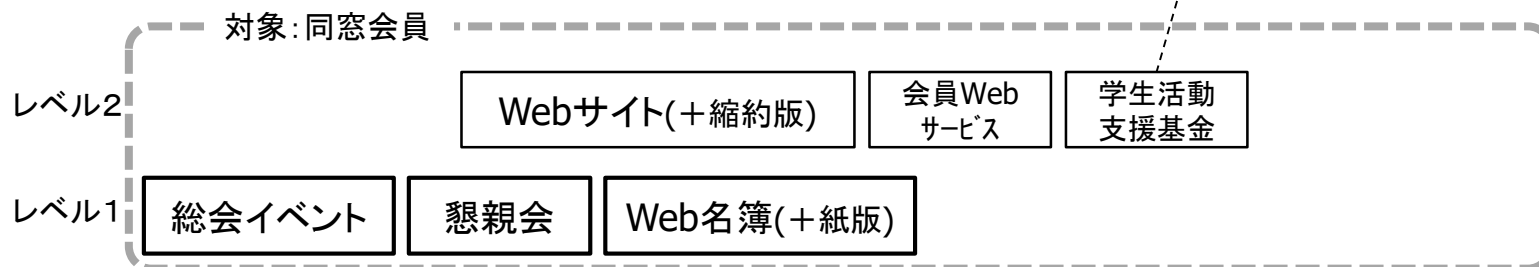 対象:同窓会員
レベル2
Webサイト(+縮約版)
会員Web
サービス
学生活動
支援基金
レベル1
総会イベント
懇親会
Web名簿(+紙版)